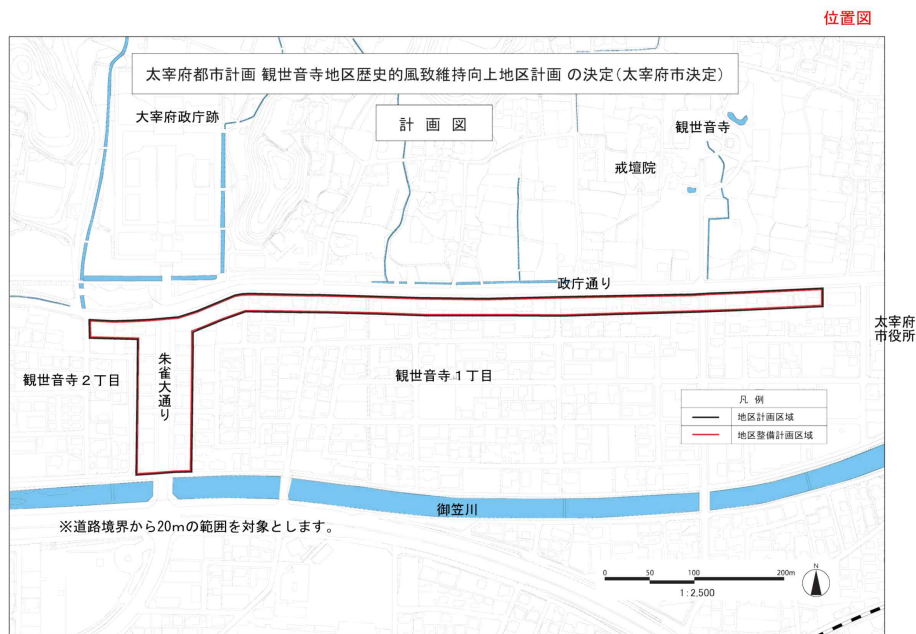 位置図
太宰府都市計画 観世音寺地区歴史的風致維持向上地区計画 の決定（太宰府市決定）
計 画 図
大宰府政庁跡
観世音寺
戒壇院
政庁通り
太宰府
市役所
朱雀大通り
観世音寺２丁目
観世音寺１丁目
凡 例
地区計画区域
地区整備計画区域
御笠川
※道路境界から20mの範囲を対象とします。
0 50 100 200m
1:2,500
N